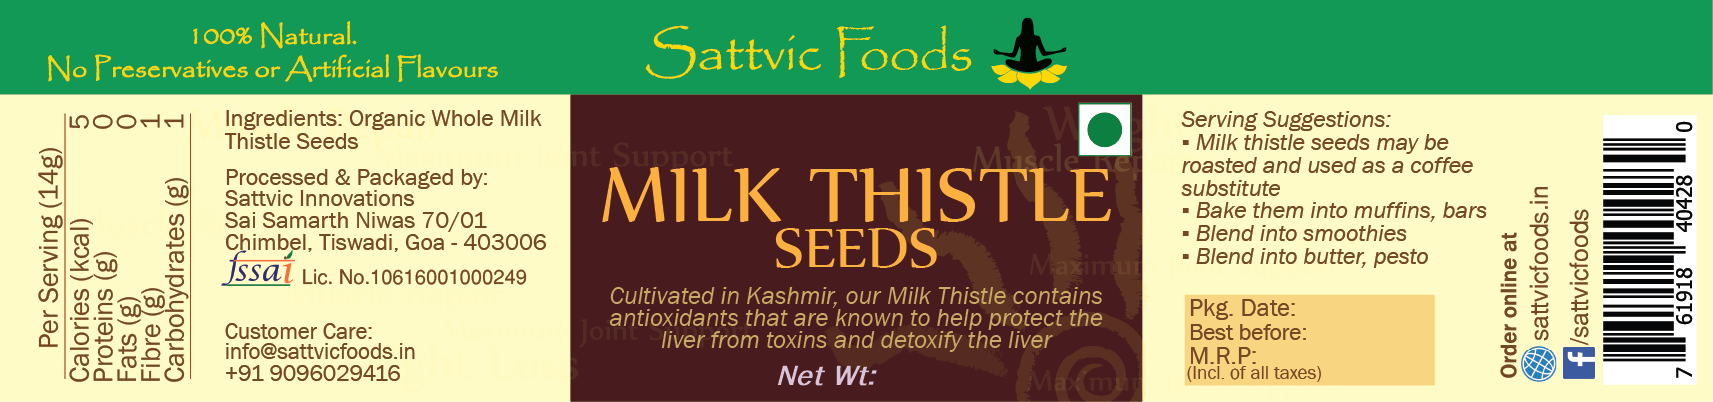 100% Natural.
No Preservatives or Artificial Flavours
Sattvic Foods
Per Serving (14g)
Calories (kcal) 5
Proteins (g) 0
Fats (g) 0
Fibre (g) 1
Carbohydrates (g) 1
Ingredients: Organic Whole Milk
Thistle Seeds
Processed & Packaged by:
Sattvic Innovations
Sai Samarth Niwas 70/01
Chimbel, Tiswadi, Goa - 403006
fssai Lic. No.10616001000249
Customer Care:
info@sattvicfoods.in
+91 9096029416
MILK THISTLE
SEEDS
Cultivated in Kashmir, our Milk Thistle contains
antioxidants that are known to help protect the
liver from toxins and detoxify the liver
Net Wt:
Muscle
Support
Joint
Serving Suggestions:
▪ Milk thistle seeds may be
roasted and used as a coffee
substitute
▪ Bake them into muffins, bars
▪ Blend into smoothies
▪ Blend into butter, pesto
Pkg. Date:
Best before:
M.R.P:
(Incl. of all taxes)
Order online at
sattvicfoods.in
f/sattvicfoods
7 61918 40428 0